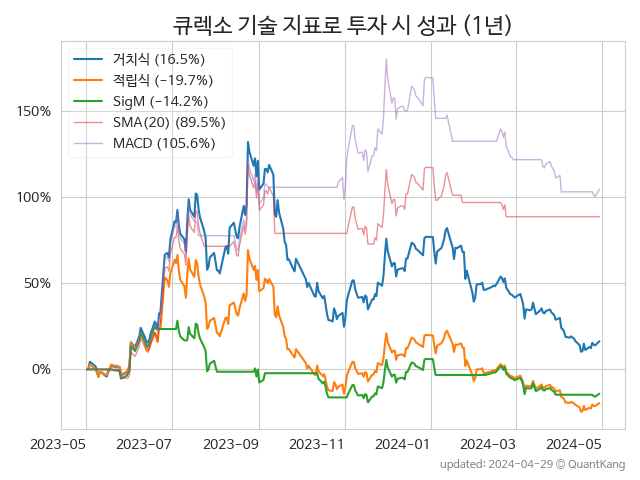 큐렉소 기술 지표로 투자 시 성과 (1년)
거치식 (16.5%)
적립식 (−19.7%)
SigM (−14.2%)
SMA(20) (89.5%)
MACD (105.6%)
150%
100%
50%
0%
2023-05 2023-07 2023-09 2023-11 2024-01 2024-03 2024-05
updated: 2024-04-29 © QuantKang